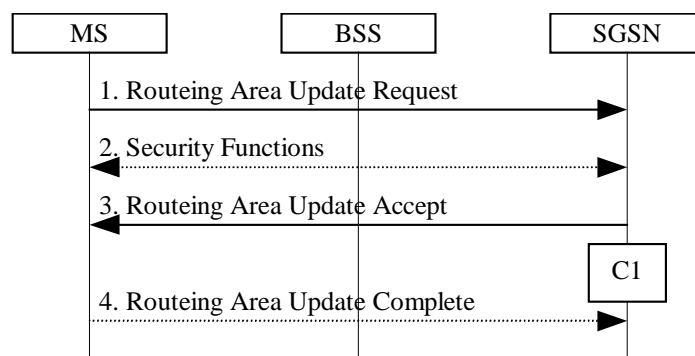 MS
BSS
SGSN
1. Routeing Area Update Request
2. Security Functions
3. Routeing Area Update Accept
C1
4. Routeing Area Update Complete